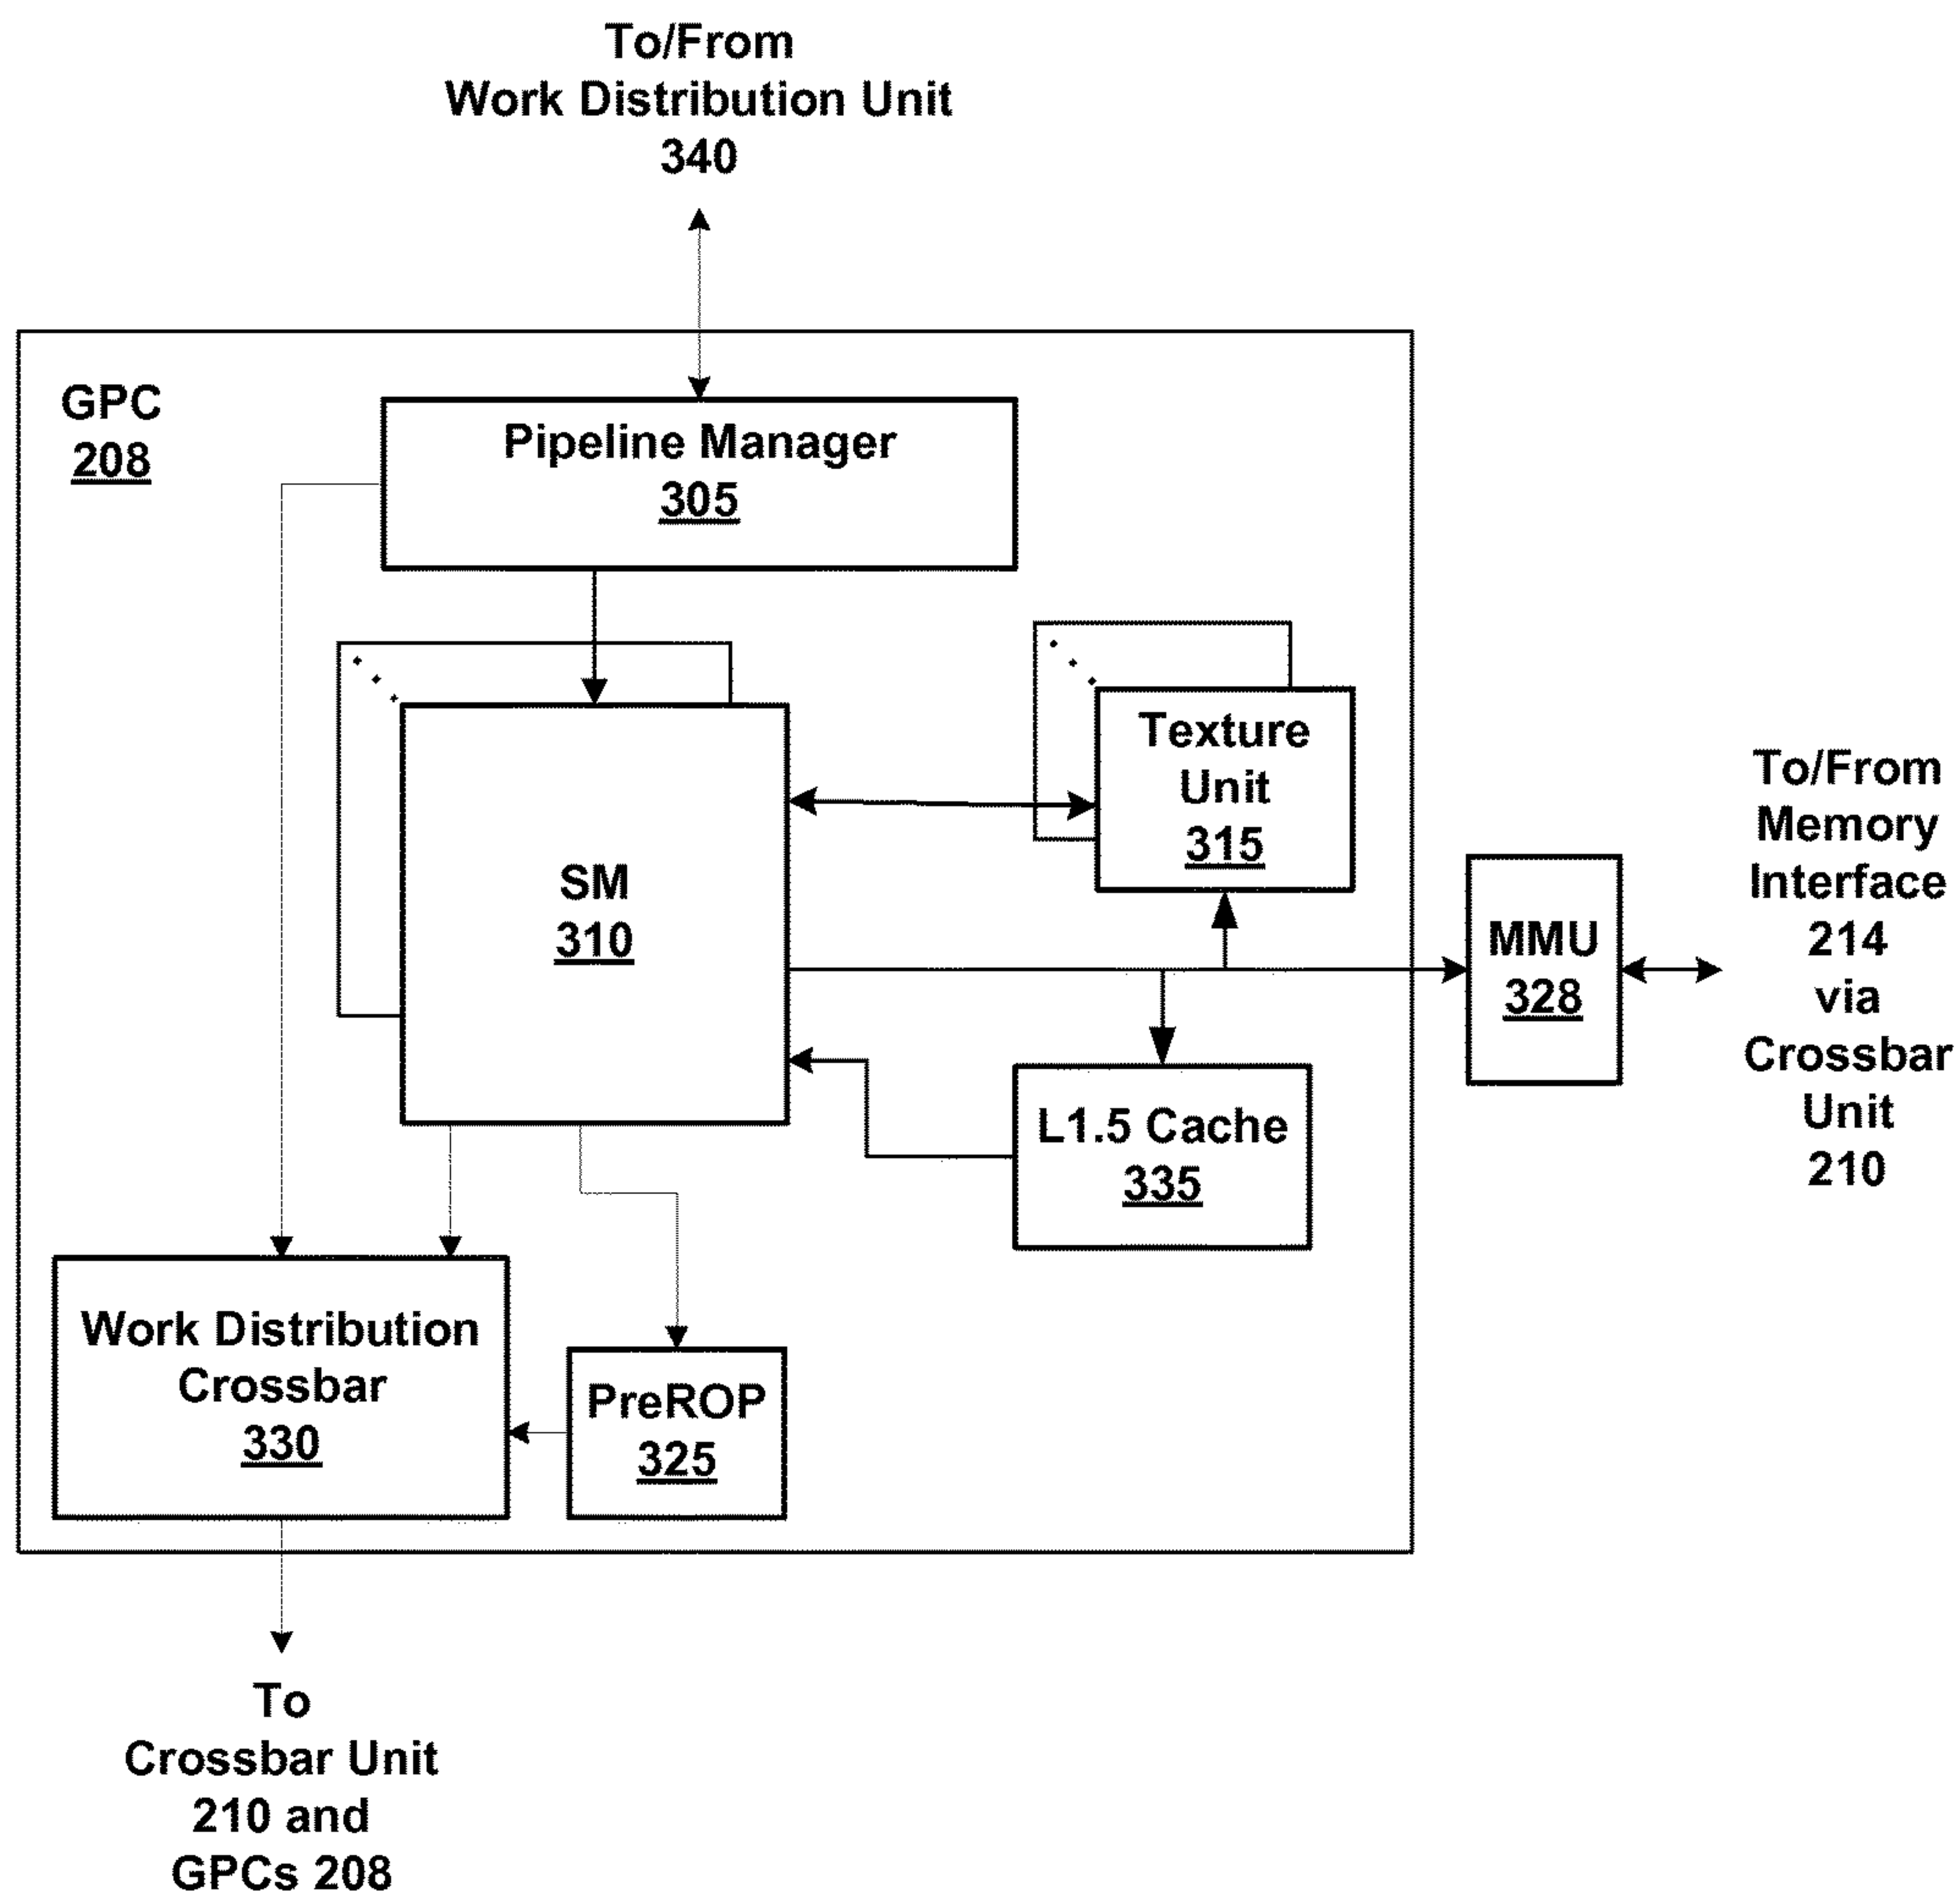 To/From
Work Distribution Unit
340
GPC
208
Pipeline Manager
305
Texture
Unit
315
SM
310
To/From
Memory
Interface
214
via
Crossbar
Unit
210
MMU
328
L1.5 Cache
335
Work Distribution
Crossbar
330
PreROP
325
To
Crossbar Unit
210 and
GPCs 208